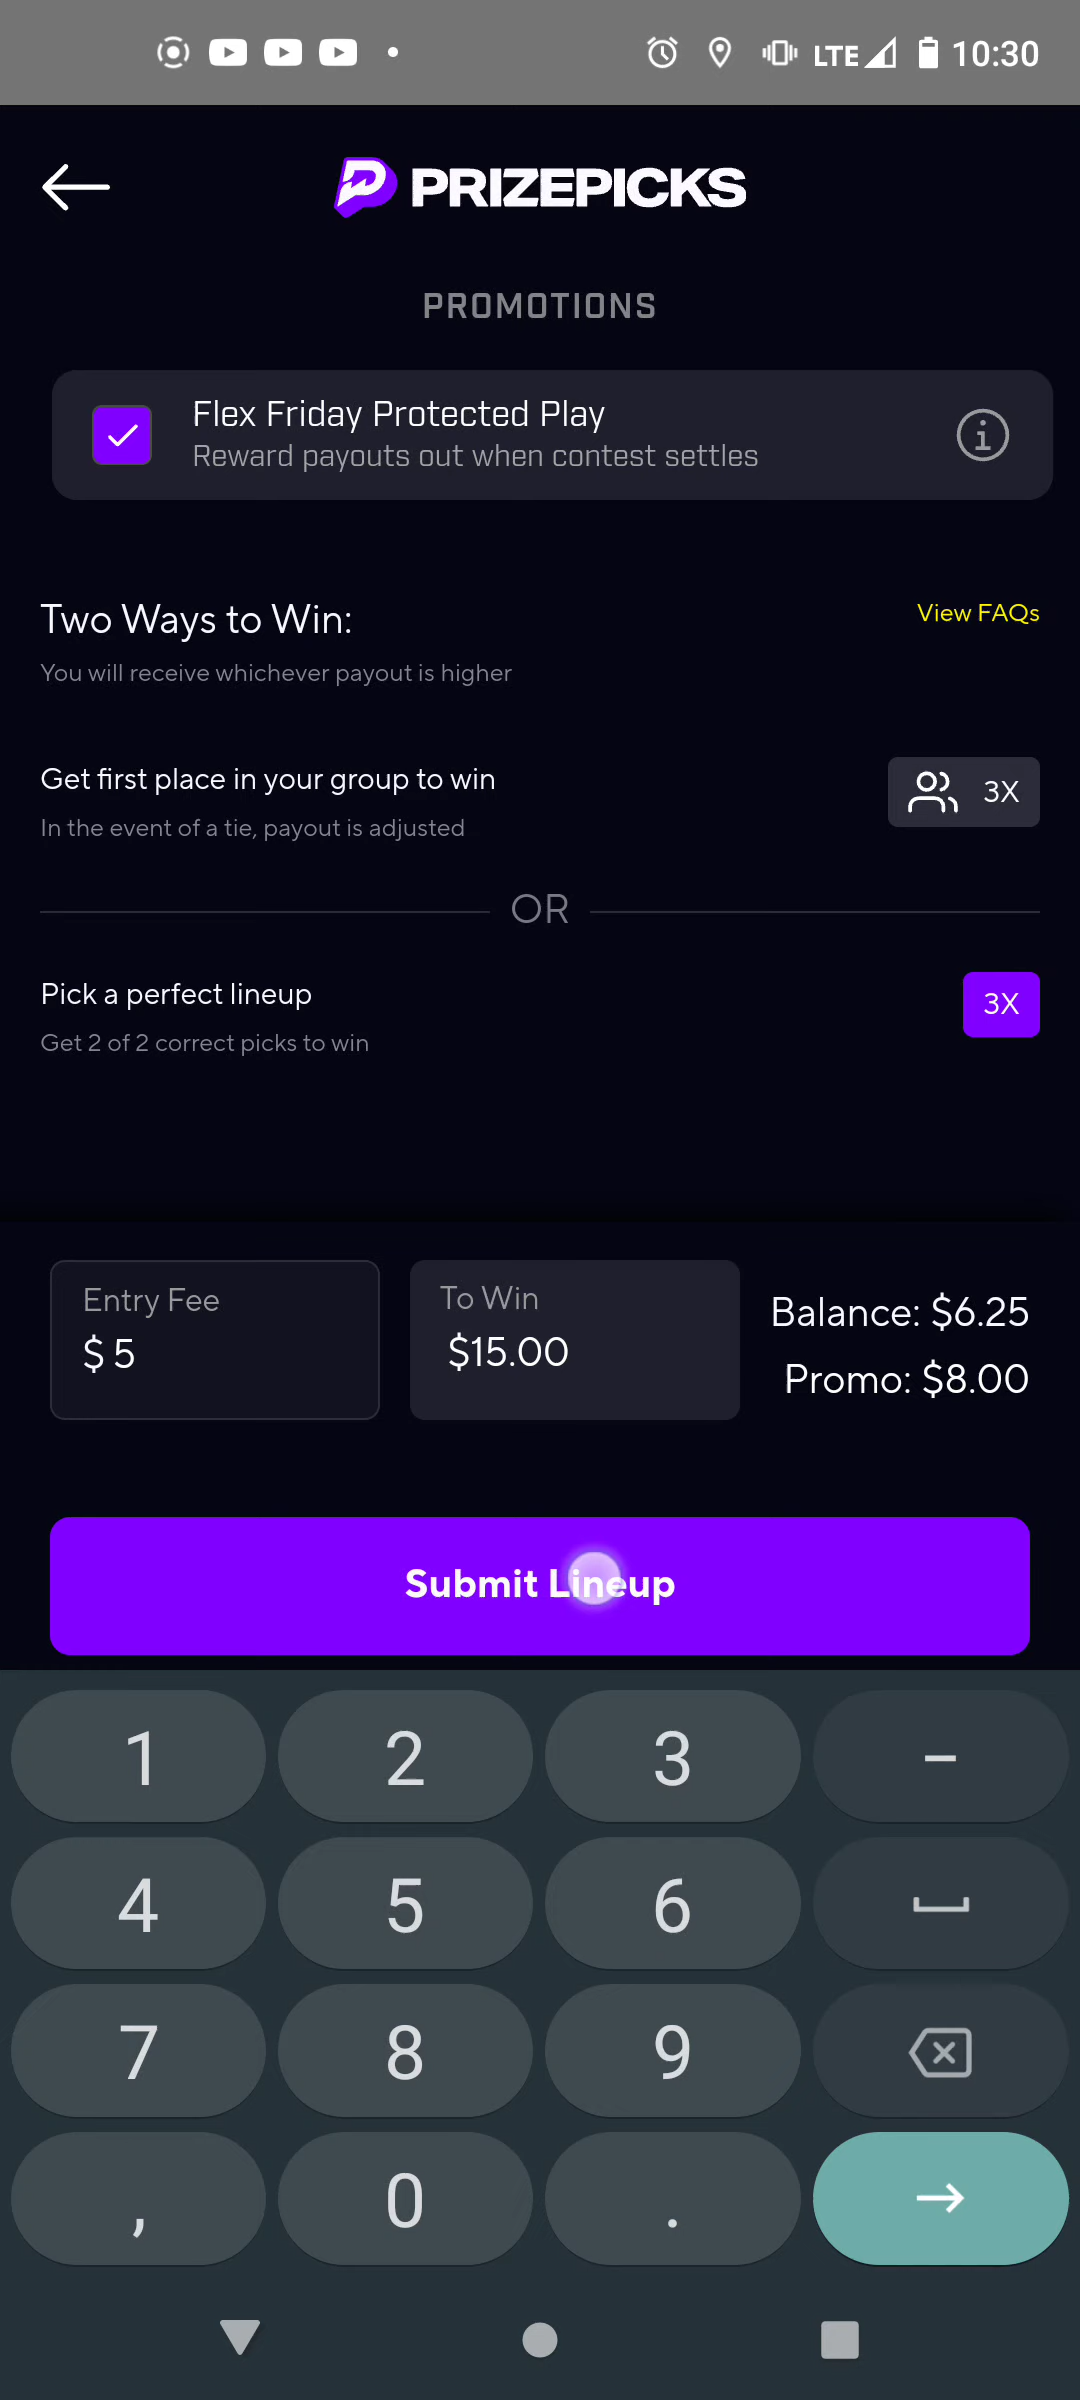 LTE 10:30
PRIZEPICKS
PROMOTIONS
Flex Friday Protected Play
Reward payouts out when contest settles
Two Ways to Win:
View FAQs
You will receive whichever payout is higher
Get first place in your group to win
3X
In the event of a tie, payout is adjusted
OR
Pick a perfect lineup
3X
Get 2 of 2 correct picks to win
Entry Fee
$ 5
To Win
$15.00
Balance: $6.25
Promo: $8.00
Submit Lineup
1 2 3 –
4 5 6
7 8 9
, 0 .